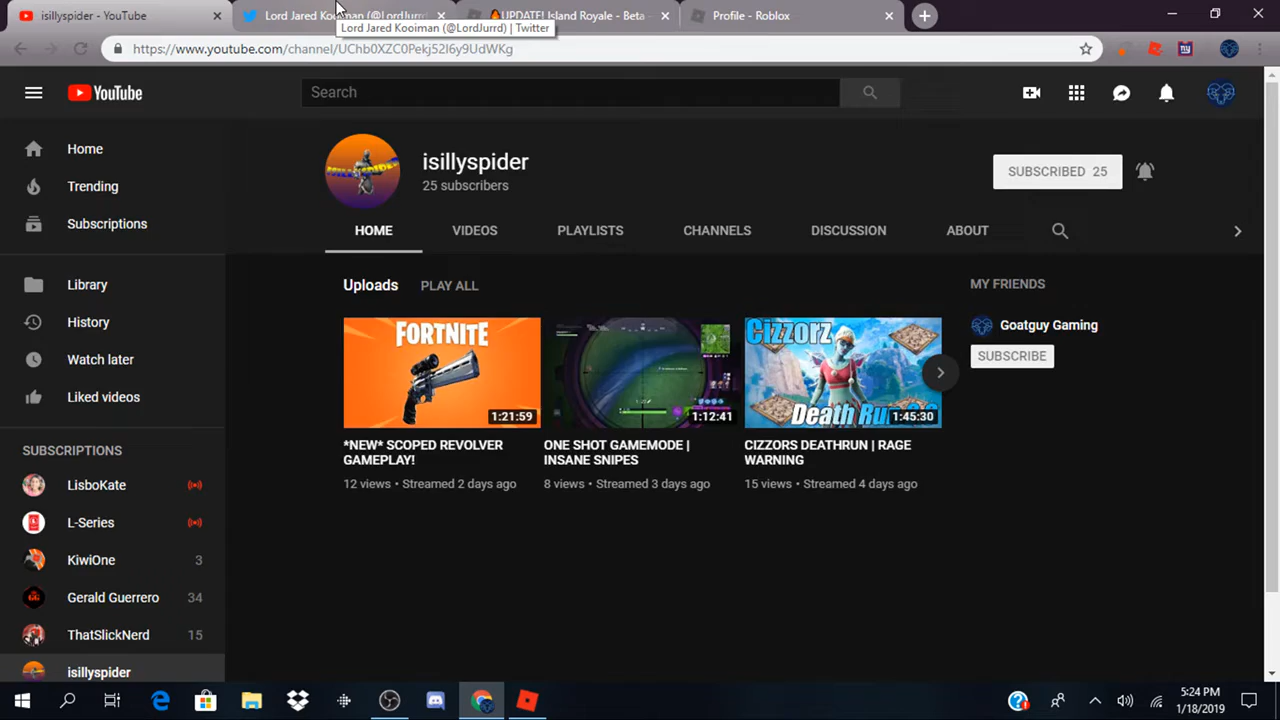 isillyspider - YouTube
Lord Jared Kooiman (@LordJurrd)
UPDATE! Island Royale - Beta -
Profile - Roblox
Lord Jared Kooiman (@LordJurrd) | Twitter
https://www.youtube.com/channel/UChb0XZC0Pekj52I6y9UdWKg
YouTube
Search
Home
Trending
Subscriptions
Library
History
Watch later
Liked videos
SUBSCRIPTIONS
LisboKate
L-Series
KiwiOne 3
Gerald Guerrero 34
ThatSlickNerd 15
isillyspider
ISILLYSPIDER
isillyspider
25 subscribers
SUBSCRIBED 25
HOME
VIDEOS
PLAYLISTS
CHANNELS
DISCUSSION
ABOUT
Uploads PLAY ALL
FORTNITE
1:21:59
1:12:41
Cizzorz
Death Run
1:45:30
*NEW* SCOPED REVOLVER
GAMEPLAY!
12 views • Streamed 2 days ago
ONE SHOT GAMEMODE |
INSANE SNIPES
8 views • Streamed 3 days ago
CIZZORS DEATHRUN | RAGE
WARNING
15 views • Streamed 4 days ago
MY FRIENDS
Goatguy Gaming
SUBSCRIBE
5:24 PM
1/18/2019